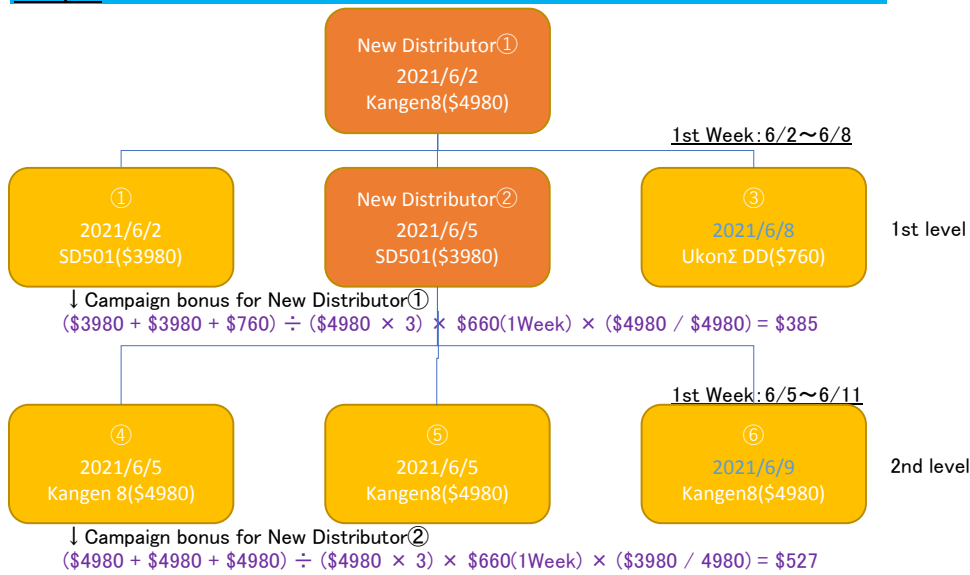 New Distributor①
2021/6/2
Kangen8($4980)
1st Week：6/2～6/8
①
2021/6/2
SD501($3980)
New Distributor②
2021/6/5
SD501($3980)
③
2021/6/8
UkonΣ DD($760)
1st level
↓Campaign bonus for New Distributor①
($3980 + $3980 + $760) ÷ ($4980 × 3) × $660(1Week) × ($4980 / $4980) = $385
1st Week：6/5～6/11
④
2021/6/5
Kangen 8($4980)
⑤
2021/6/5
Kangen8($4980)
⑥
2021/6/9
Kangen8($4980)
2nd level
↓Campaign bonus for New Distributor②
($4980 + $4980 + $4980) ÷ ($4980 × 3) × $660(1Week) × ($3980 / 4980) = $527